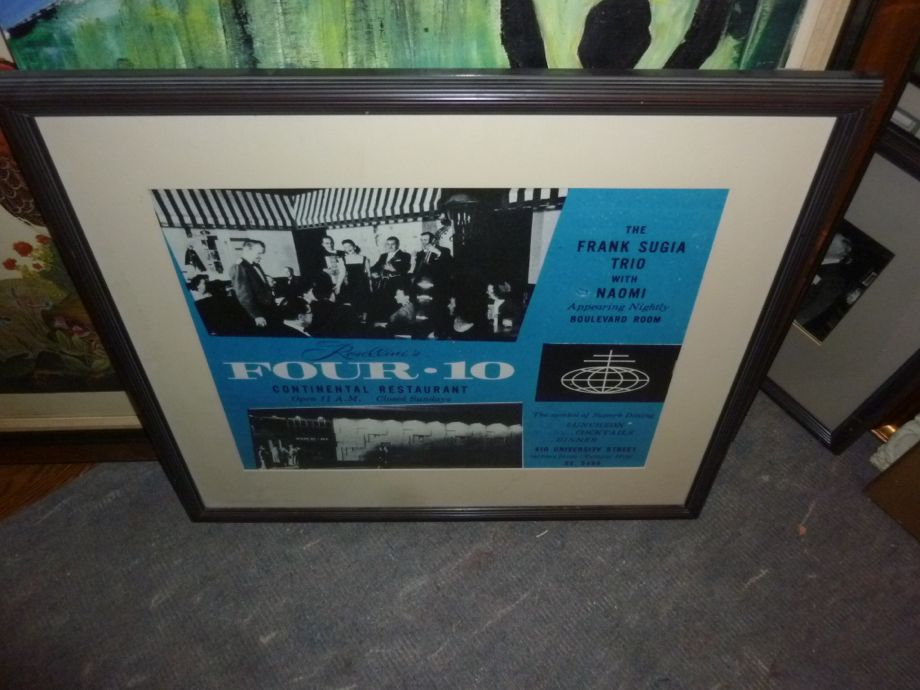 THE
FRANK SUGIA
TRIO
WITH
NAOMI
Appearing Nightly
BOULEVARD ROOM
FOUR·10
CONTINENTAL RESTAURANT
Open 11 A.M. Closed Sundays
The symbol of Superb Dining
LUNCHEON
COCKTAILS
DINNER
410 UNIVERSITY STREET